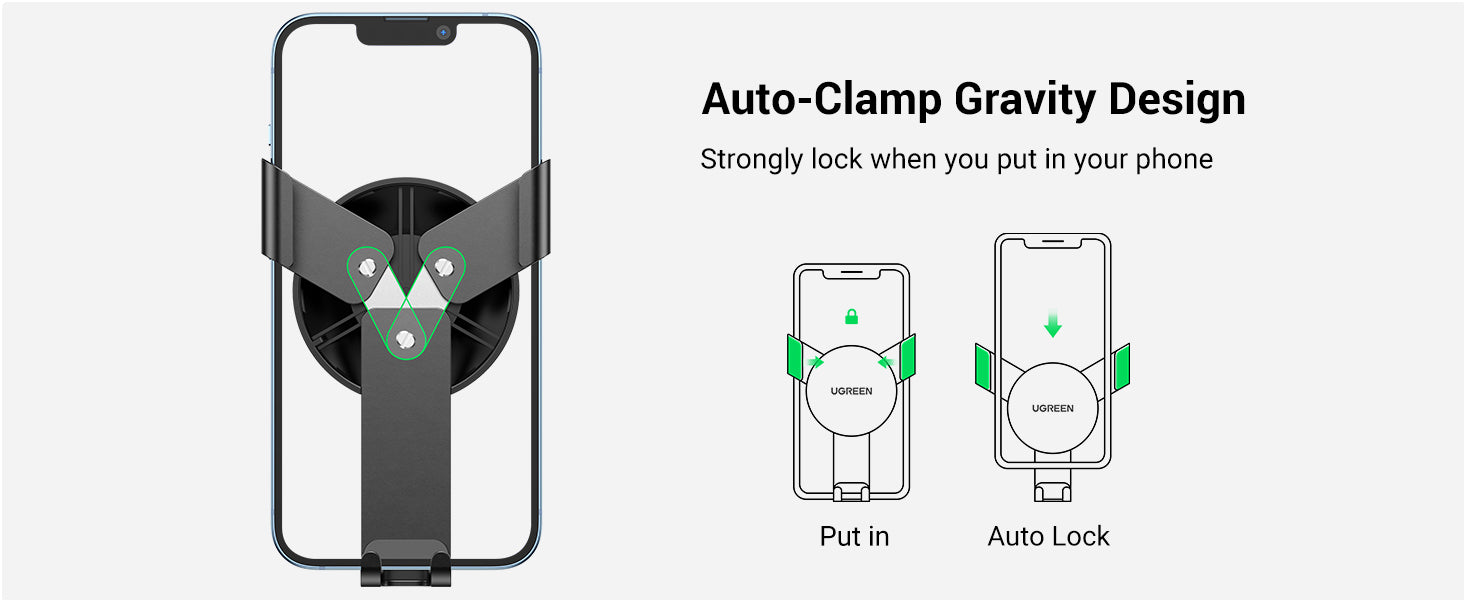 Auto-Clamp Gravity Design
Strongly lock when you put in your phone
UGREEN
UGREEN
Put in
Auto Lock